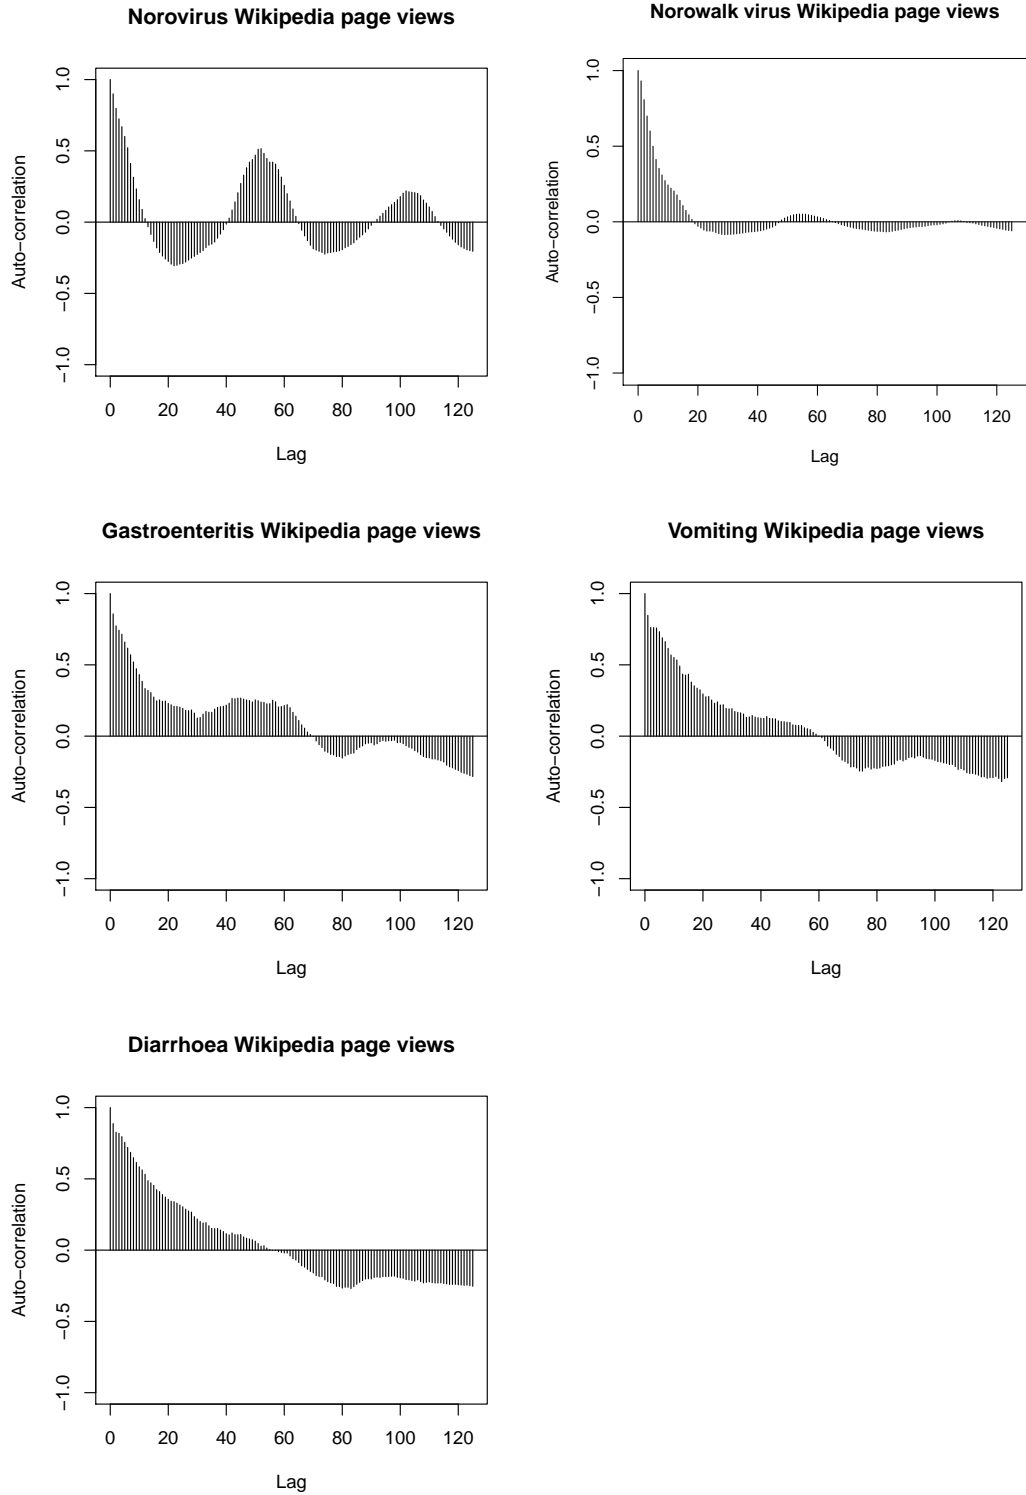 Norovirus Wikipedia page views
Auto−correlation
1.0
0.5
0.0
−0.5
−1.0
0 20 40 60 80 100 120
Lag
Norowalk virus Wikipedia page views
Auto−correlation
1.0
0.5
0.0
−0.5
−1.0
0 20 40 60 80 100 120
Lag
Gastroenteritis Wikipedia page views
Auto−correlation
1.0
0.5
0.0
−0.5
−1.0
0 20 40 60 80 100 120
Lag
Vomiting Wikipedia page views
Auto−correlation
1.0
0.5
0.0
−0.5
−1.0
0 20 40 60 80 100 120
Lag
Diarrhoea Wikipedia page views
Auto−correlation
1.0
0.5
0.0
−0.5
−1.0
0 20 40 60 80 100 120
Lag